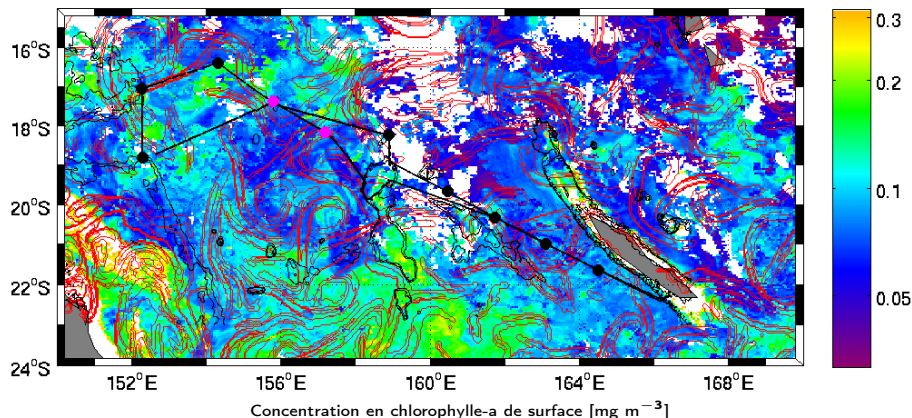 16°S
18°S
20°S
22°S
24°S
152°E 156°E 160°E 164°E 168°E
0.3
0.2
0.1
0.05
Concentration en chlorophylle-a de surface [mg m⁻³]